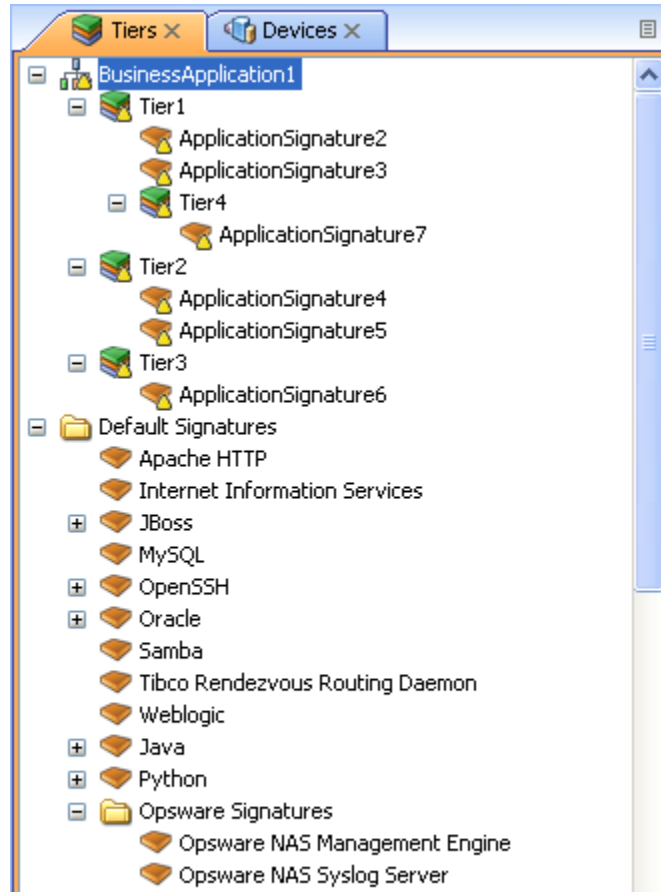 Tiers
Devices
BusinessApplication1
Tier1
ApplicationSignature2
ApplicationSignature3
Tier4
ApplicationSignature7
Tier2
ApplicationSignature4
ApplicationSignature5
Tier3
ApplicationSignature6
Default Signatures
Apache HTTP
Internet Information Services
JBoss
MySQL
OpenSSH
Oracle
Samba
Tibco Rendezvous Routing Daemon
Weblogic
Java
Python
Opsware Signatures
Opsware NAS Management Engine
Opsware NAS Syslog Server